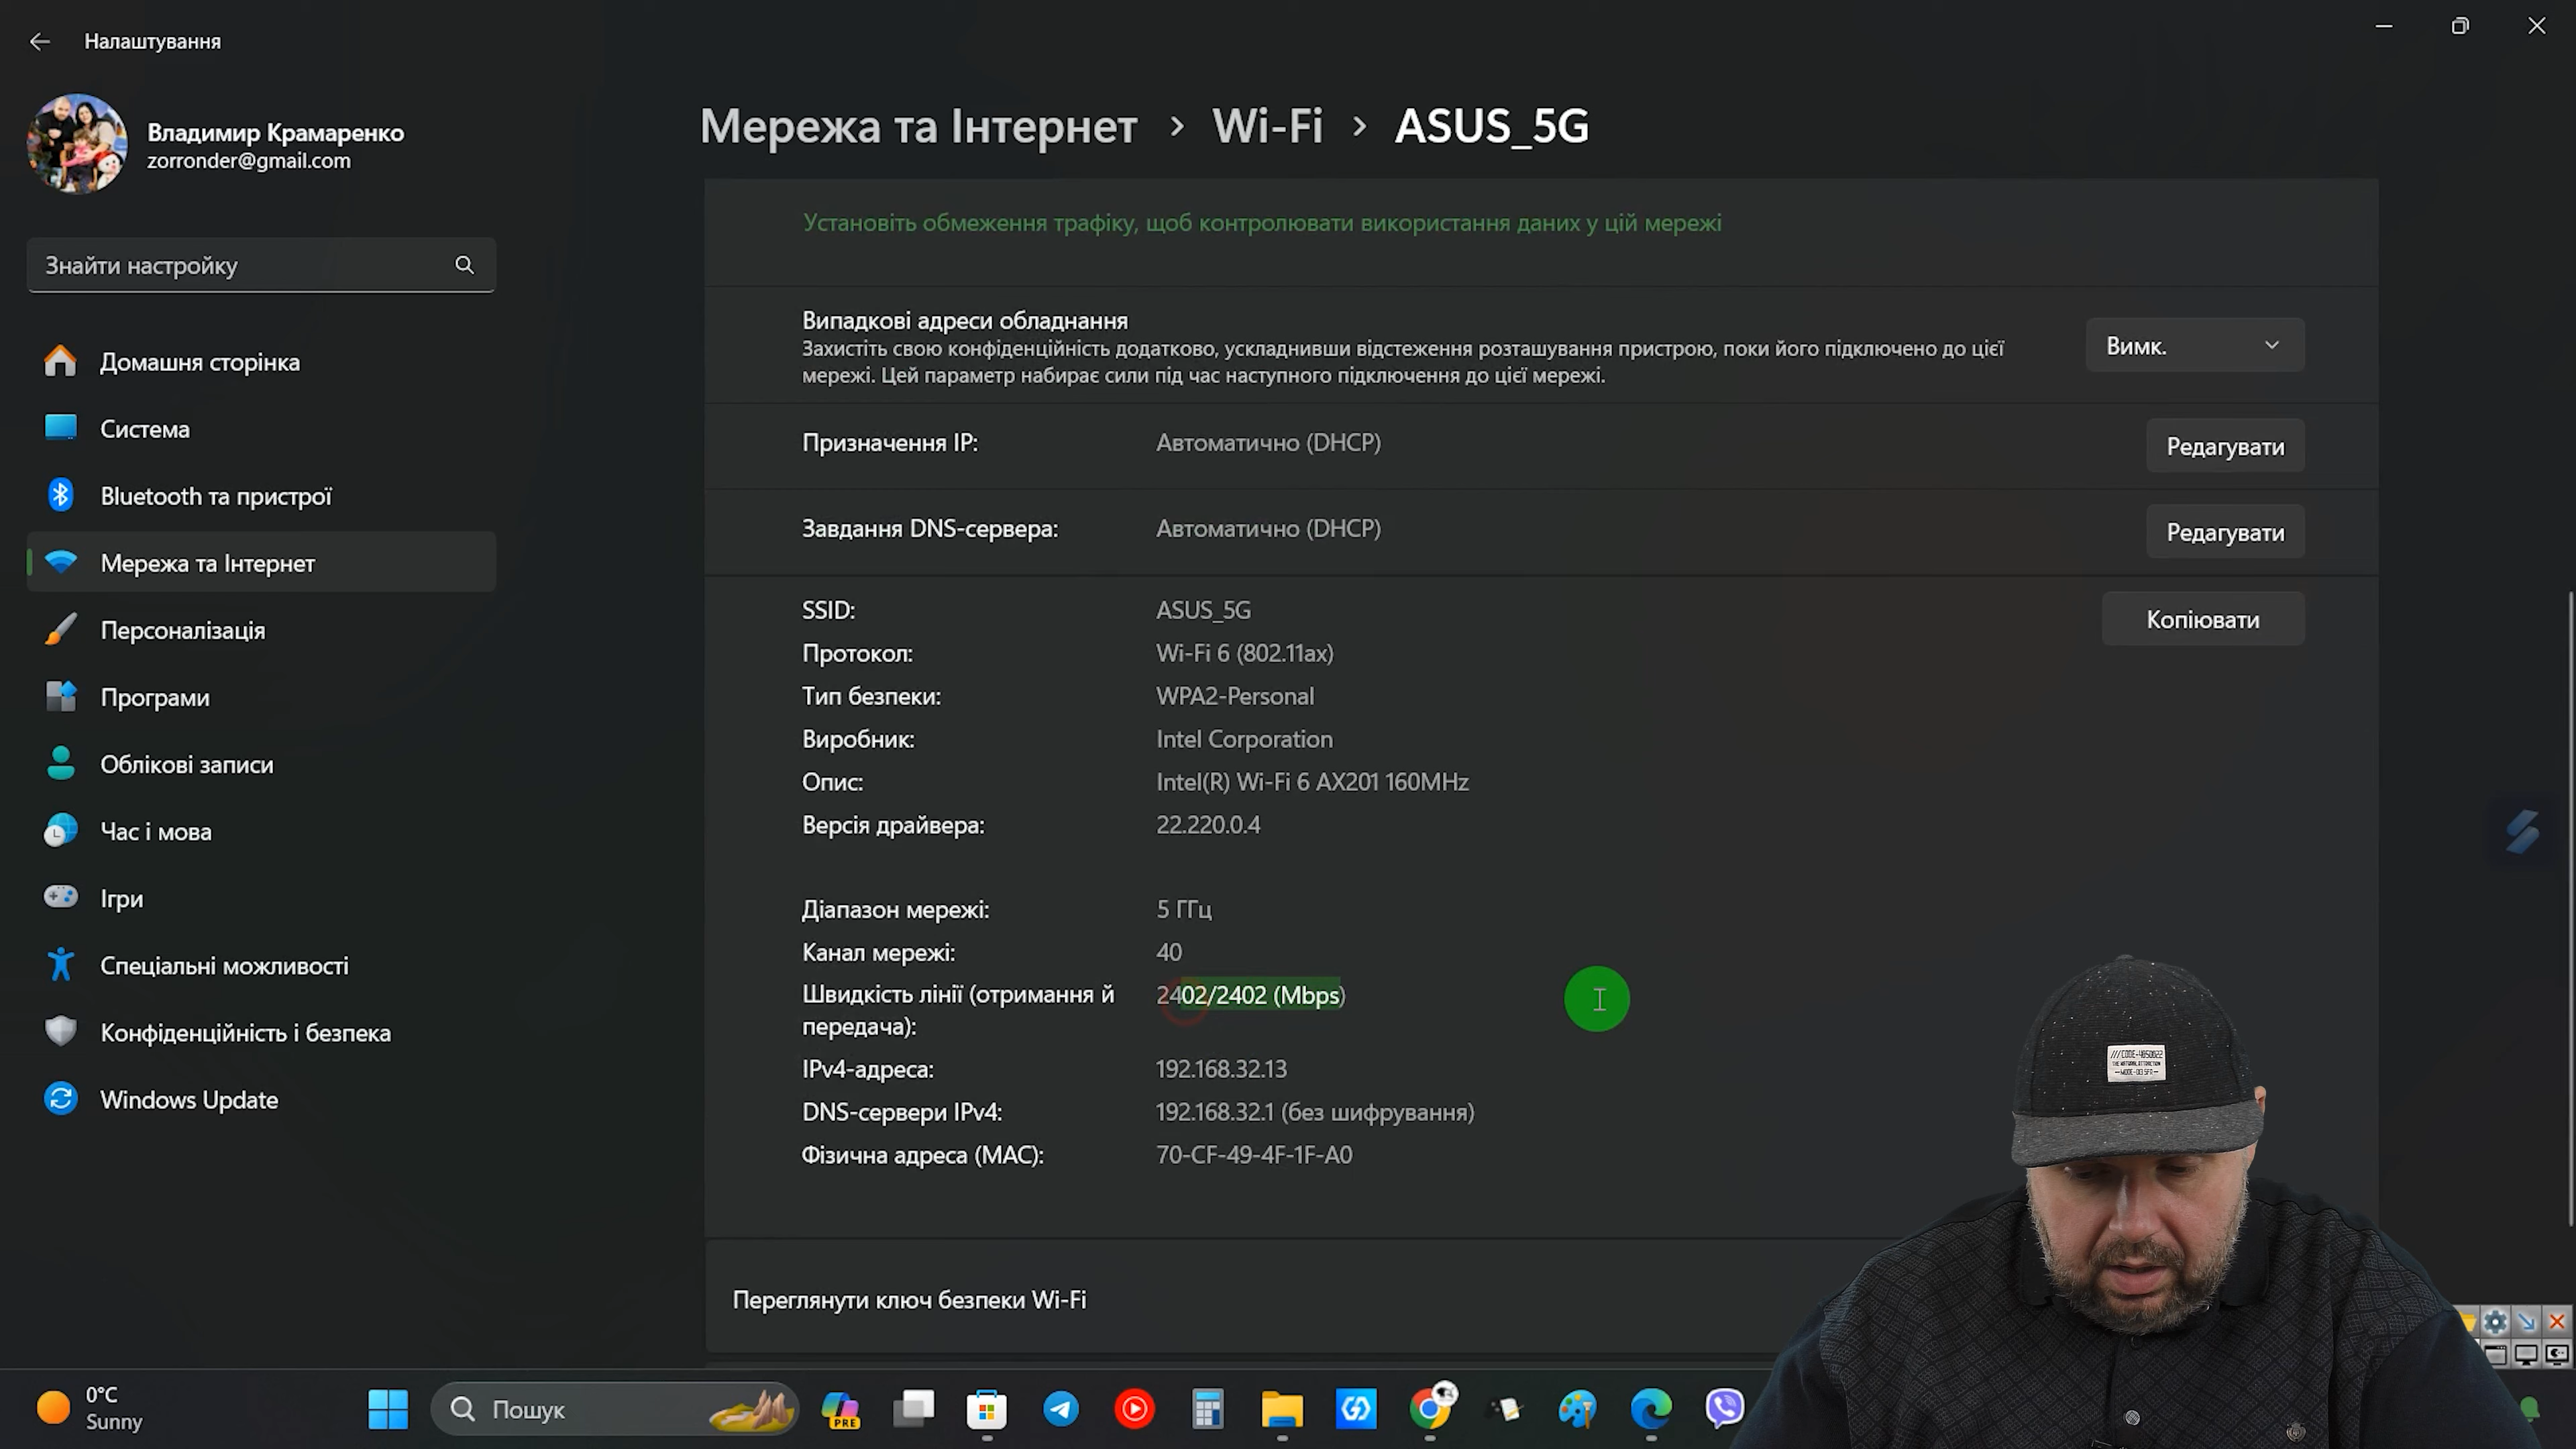 Налаштування
Владимир Крамаренко
zorronder@gmail.com
Знайти настройку
Домашня сторінка
Система
Bluetooth та пристрої
Мережа та Інтернет
Персоналізація
Програми
Облікові записи
Час і мова
Ігри
Спеціальні можливості
Конфіденційність і безпека
Windows Update
Мережа та Інтернет › Wi-Fi › ASUS_5G
Установіть обмеження трафіку, щоб контролювати використання даних у цій мережі
Випадкові адреси обладнання
Захистіть свою конфіденційність додатково, ускладнивши відстеження розташування пристрою, поки його підключено до цієї
мережі. Цей параметр набирає сили під час наступного підключення до цієї мережі.
Вимк.
Призначення IP: Автоматично (DHCP) Редагувати
Завдання DNS-сервера: Автоматично (DHCP) Редагувати
SSID: ASUS_5G Копіювати
Протокол: Wi-Fi 6 (802.11ax)
Тип безпеки: WPA2-Personal
Виробник: Intel Corporation
Опис: Intel(R) Wi-Fi 6 AX201 160MHz
Версія драйвера: 22.220.0.4
Діапазон мережі: 5 ГГц
Канал мережі: 40
Швидкість лінії (отримання й 2402/2402 (Mbps)
передача):
IPv4-адреса: 192.168.32.13
DNS-сервери IPv4: 192.168.32.1 (без шифрування)
Фізична адреса (MAC): 70-CF-49-4F-1F-A0
Переглянути ключ безпеки Wi-Fi
0°C
Sunny
Пошук
PRE